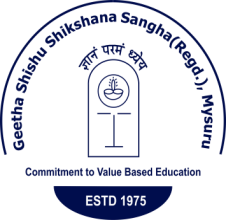 Geetha Shishu Shikshana Sangha(Regd.), Mysuru
ज्ञानं परमं ध्येयं
Commitment to Value Based Education
ESTD 1975